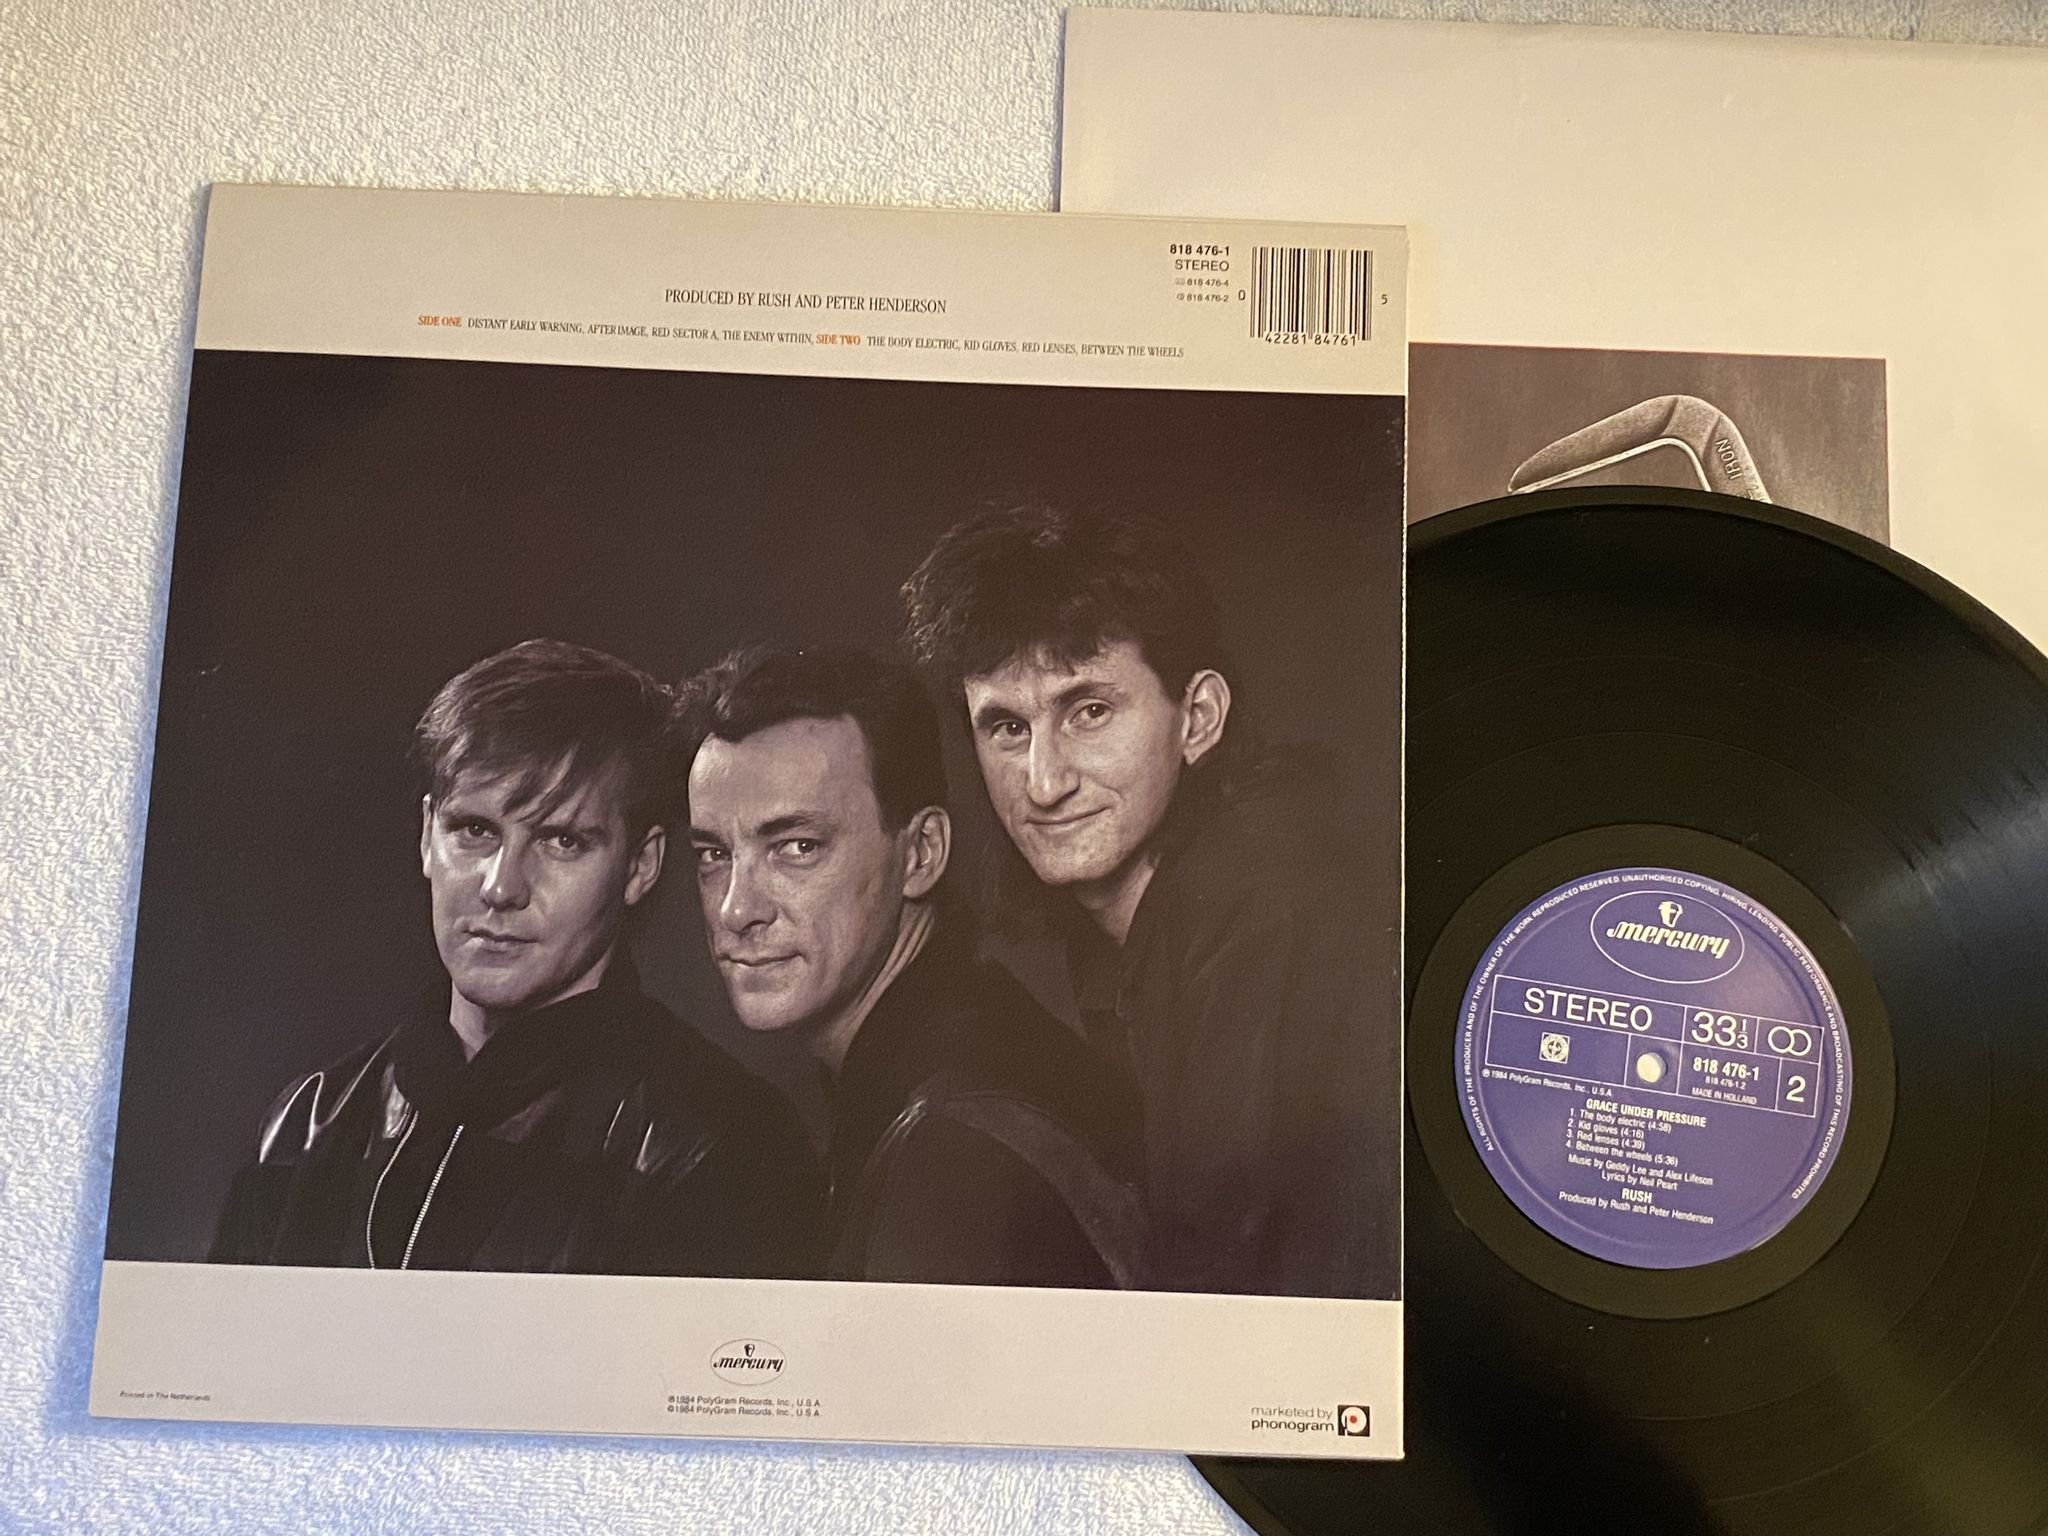 818 476-1
STEREO
818 476-4
818 476-2
0
42281 84761
5
PRODUCED BY RUSH AND PETER HENDERSON
SIDE ONE DISTANT EARLY WARNING, AFTERIMAGE, RED SECTOR A, THE ENEMY WITHIN, SIDE TWO THE BODY ELECTRIC, KID GLOVES, RED LENSES, BETWEEN THE WHEELS
mercury
Printed in The Netherlands
℗1984 PolyGram Records, Inc., U.S.A.
©1984 PolyGram Records, Inc., U.S.A.
marketed by
phonogram
IRON
ALL RIGHTS OF THE PRODUCER AND OF THE OWNER OF THE WORK REPRODUCED RESERVED. UNAUTHORISED COPYING, HIRING, LENDING, PUBLIC PERFORMANCE AND BROADCASTING OF THIS RECORD PROHIBITED
mercury
STEREO
33 1/3
818 476-1
818 476-1.2
MADE IN HOLLAND
2
℗1984 PolyGram Records, Inc., U.S.A.
GRACE UNDER PRESSURE
1. The body electric (4:58)
2. Kid gloves (4:16)
3. Red lenses (4:39)
4. Between the wheels (5:36)
Music by Geddy Lee and Alex Lifeson
Lyrics by Neil Peart
RUSH
Produced by Rush and Peter Henderson